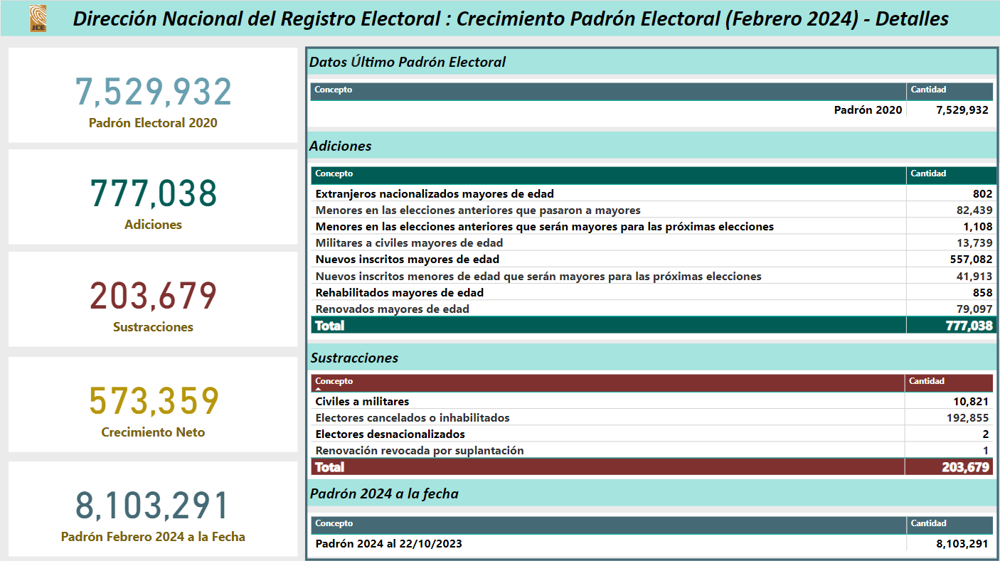 JCE
Dirección Nacional del Registro Electoral : Crecimiento Padrón Electoral (Febrero 2024) - Detalles
7,529,932
Padrón Electoral 2020
777,038
Adiciones
203,679
Sustracciones
573,359
Crecimiento Neto
8,103,291
Padrón Febrero 2024 a la Fecha
Datos Último Padrón Electoral
Concepto Cantidad
Padrón 2020 7,529,932
Adiciones
Concepto Cantidad
Extranjeros nacionalizados mayores de edad 802
Menores en las elecciones anteriores que pasaron a mayores 82,439
Menores en las elecciones anteriores que serán mayores para las próximas elecciones 1,108
Militares a civiles mayores de edad 13,739
Nuevos inscritos mayores de edad 557,082
Nuevos inscritos menores de edad que serán mayores para las próximas elecciones 41,913
Rehabilitados mayores de edad 858
Renovados mayores de edad 79,097
Total 777,038
Sustracciones
Concepto Cantidad
Civiles a militares 10,821
Electores cancelados o inhabilitados 192,855
Electores desnacionalizados 2
Renovación revocada por suplantación 1
Total 203,679
Padrón 2024 a la fecha
Concepto Cantidad
Padrón 2024 al 22/10/2023 8,103,291